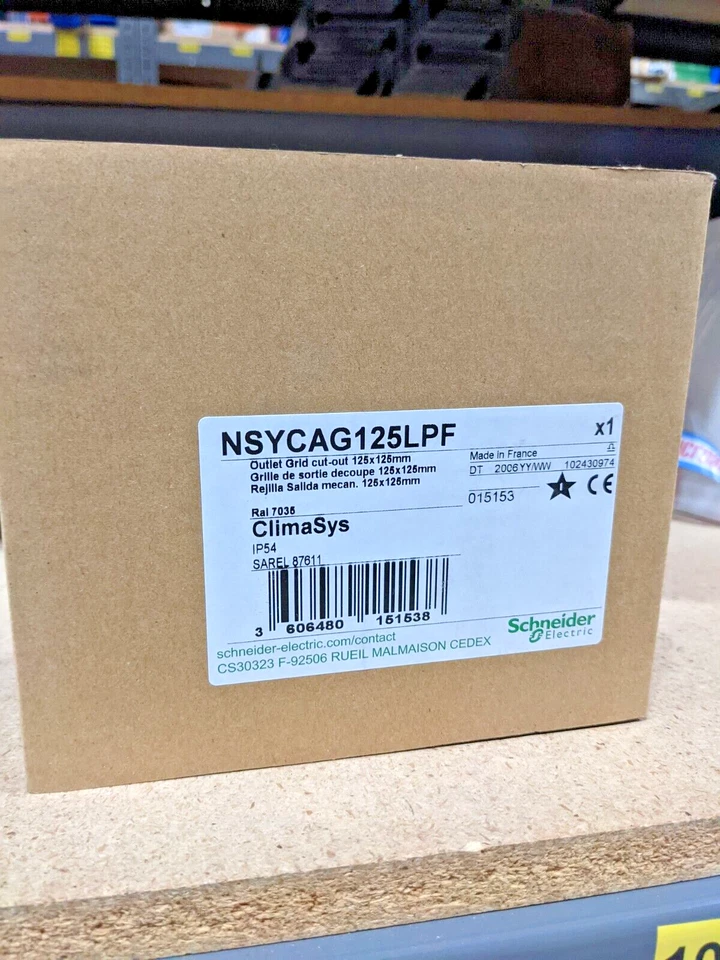 NSYCAG125LPF
x1
Outlet Grid cut-out 125x125mm
Grille de sortie decoupe 125x125mm
Rejilla Salida mecan. 125x125mm
Made in France
DT 2006 YY/WW 102430974
015153
CE
Ral 7035
ClimaSys
IP54
SAREL 87611
3 606480 151538
Schneider
Electric
schneider-electric.com/contact
CS30323 F-92506 RUEIL MALMAISON CEDEX